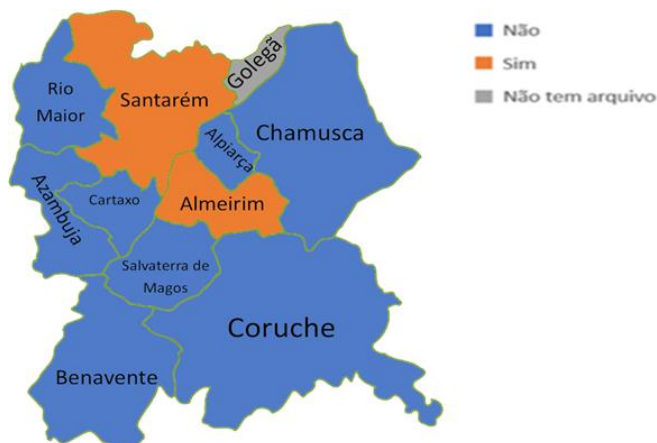 Não
Sim
Não tem arquivo
Golegã
Rio
Maior
Santarém
Chamusca
Alpiarça
Azambuja
Cartaxo
Almeirim
Salvaterra de
Magos
Coruche
Benavente